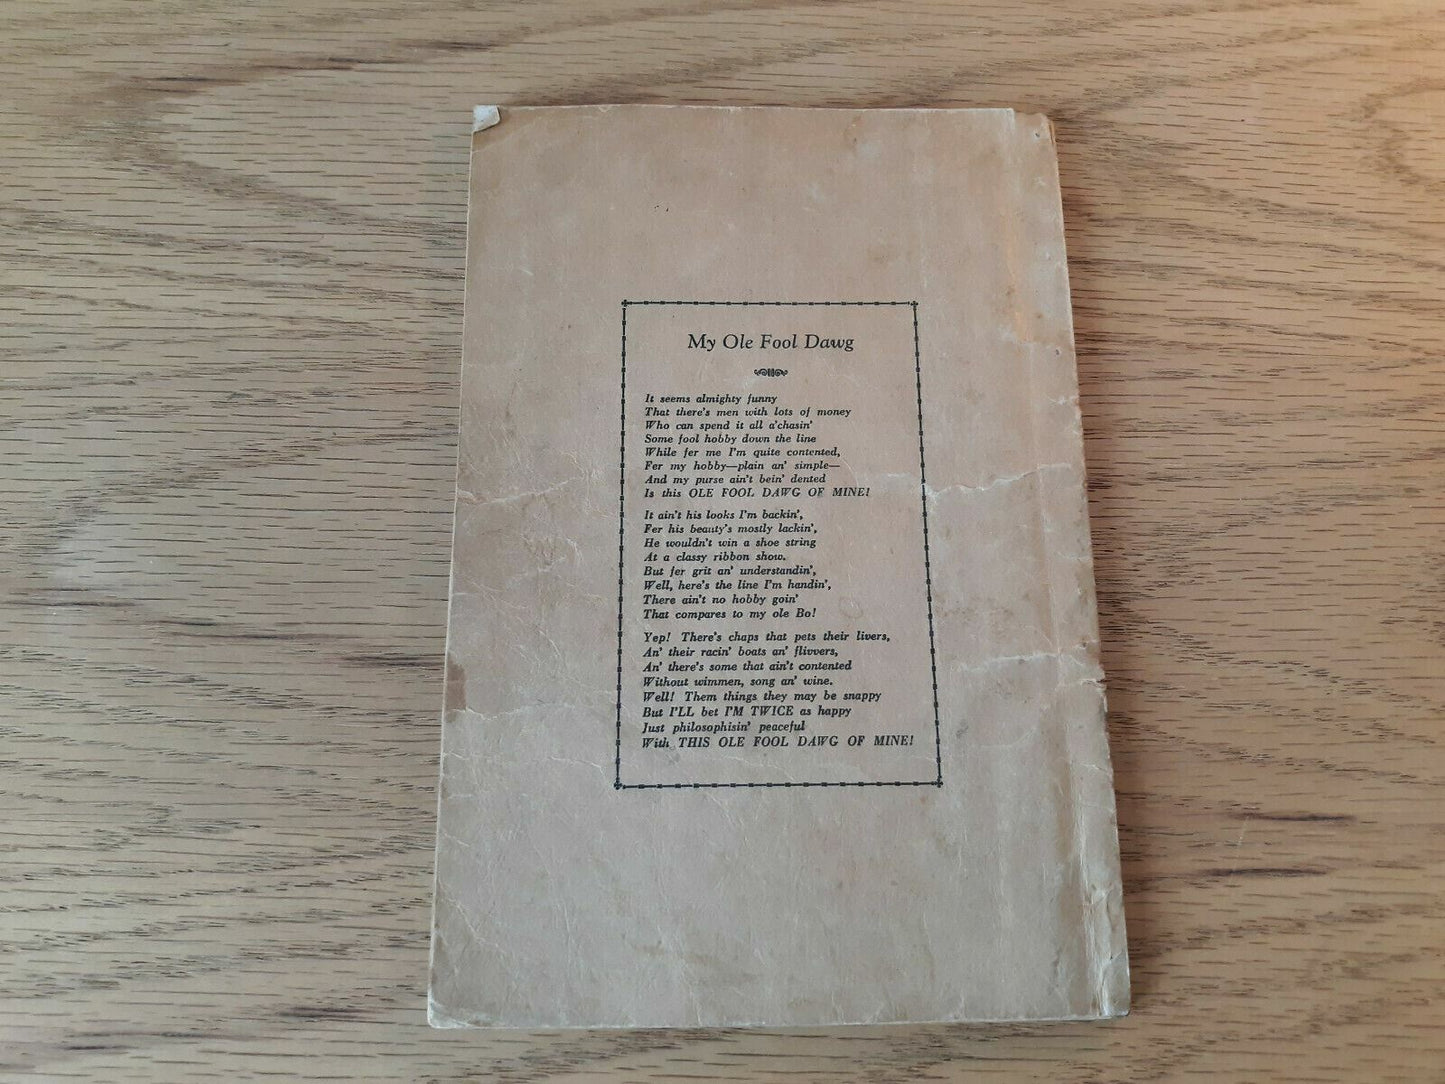 My Ole Fool Dawg
It seems almighty funny
That there's men with lots of money
Who can spend it all a'chasin'
Some fool hobby down the line
While fer me I'm quite contented,
Fer my hobby—plain an' simple—
And my purse ain't bein' dented
Is this OLE FOOL DAWG OF MINE!
It ain't his looks I'm backin',
Fer his beauty's mostly lackin',
He wouldn't win a shoe string
At a classy ribbon show.
But fer grit an' understandin',
Well, here's the line I'm handin',
There ain't no hobby goin'
That compares to my ole Bo!
Yep! There's chaps that pets their livers,
An' their racin' boats an' flivvers,
An' there's some that ain't contented
Without wimmen, song an' wine.
Well! Them things they may be snappy
But I'LL bet I'M TWICE as happy
Just philosophisin' peaceful
With THIS OLE FOOL DAWG OF MINE!